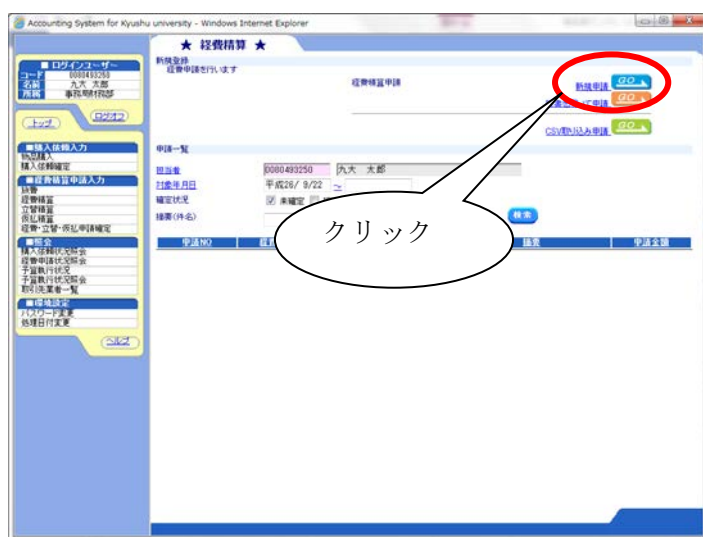 Accounting System for Kyushu university - Windows Internet Explorer
★ 経費精算 ★
■ログインユーザー
コード 0080493250
名前 九大 太郎
所属 事務局財務部
トップ
ログオフ
■購入依頼入力
物品購入
購入依頼確定
■経費精算申請入力
旅費
経費精算
立替精算
仮払精算
経費・立替・仮払申請確定
■照会
購入依頼状況照会
経費申請状況照会
予算執行状況
予算執行状況照会
取引先業者一覧
■環境設定
パスワード変更
処理日付変更
ヘルプ
新規登録
経費申請を行います
経費精算申請
新規申請 GO
って申請 GO
CSV取り込み申請 GO
申請一覧
担当者 0080493250 九大 太郎
対象年月日 平成26/ 9/22 ~
確定状況 未確定
摘要(件名)
検索
申請NO 摘要 申請金額
クリック